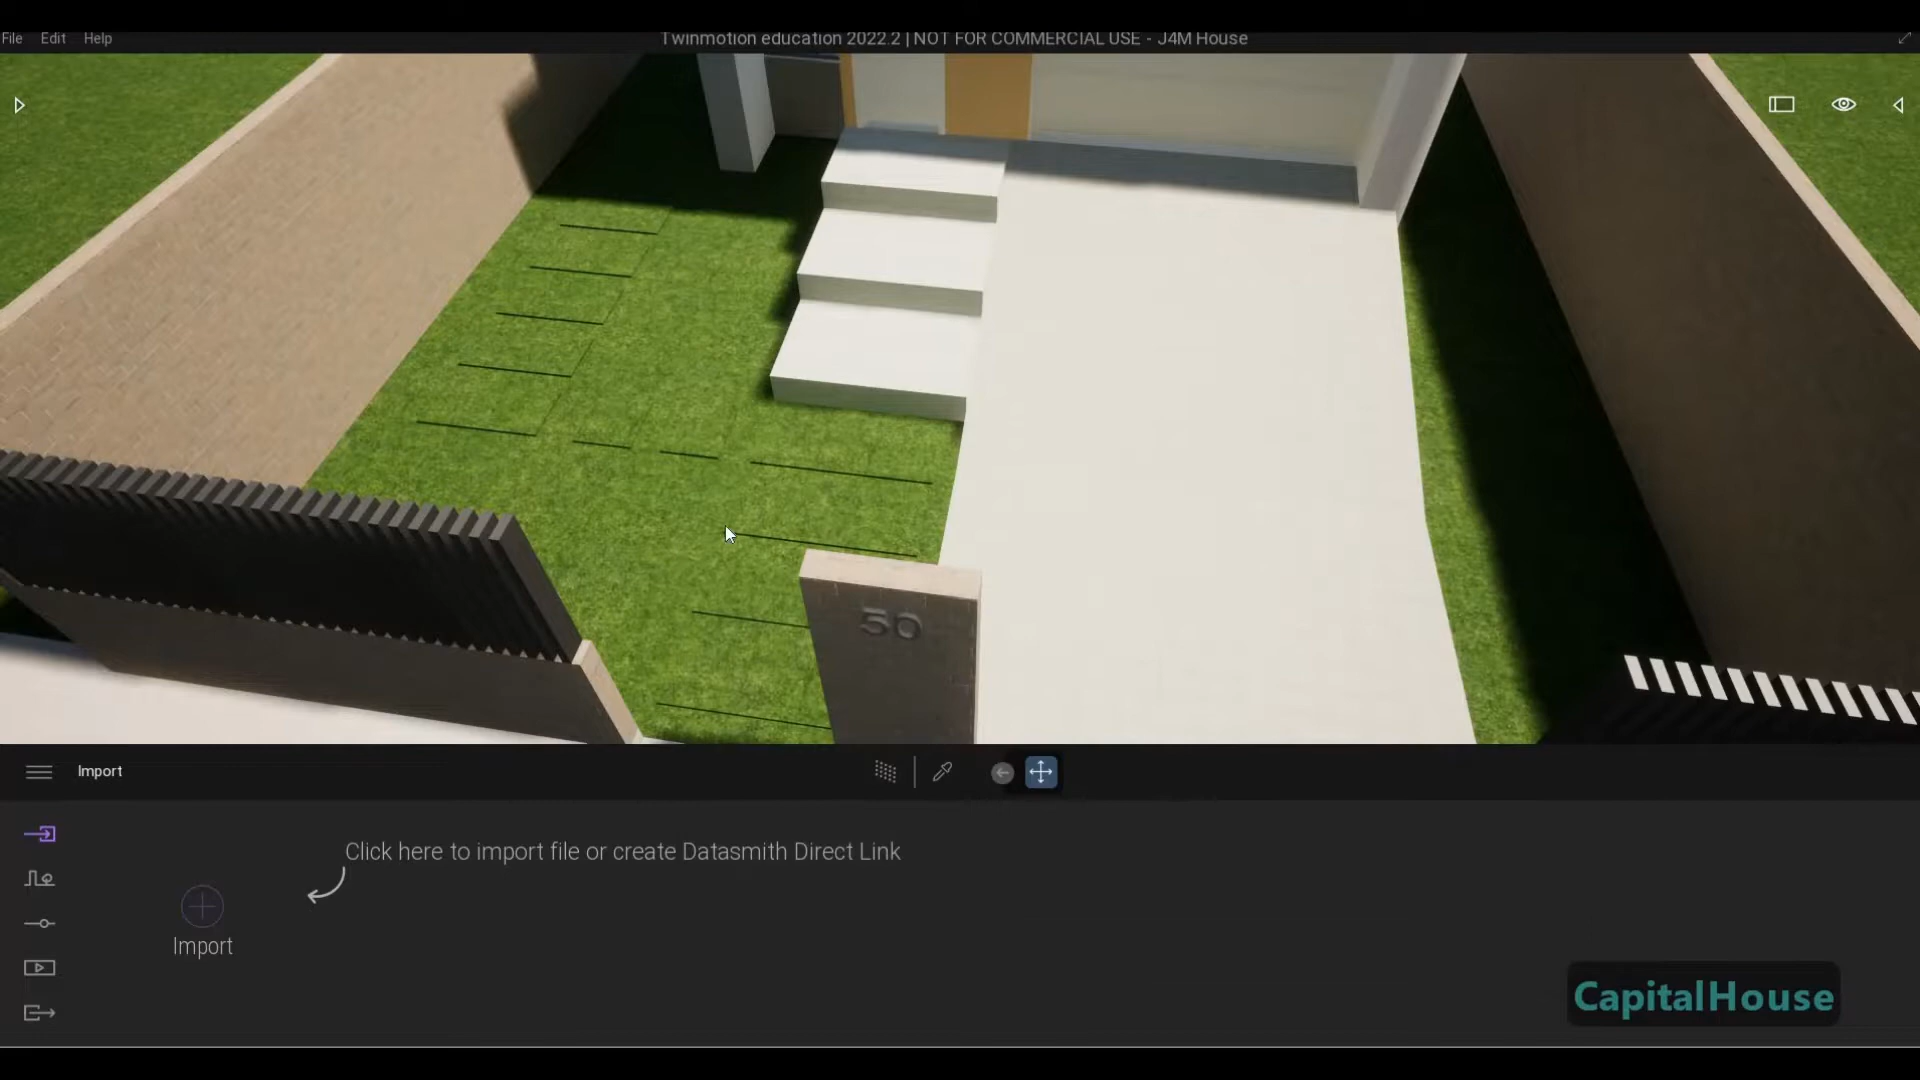 File Edit Help
Twinmotion education 2022.2 | NOT FOR COMMERCIAL USE - J4M House
50
Import
Click here to import file or create Datasmith Direct Link
Import
CapitalHouse